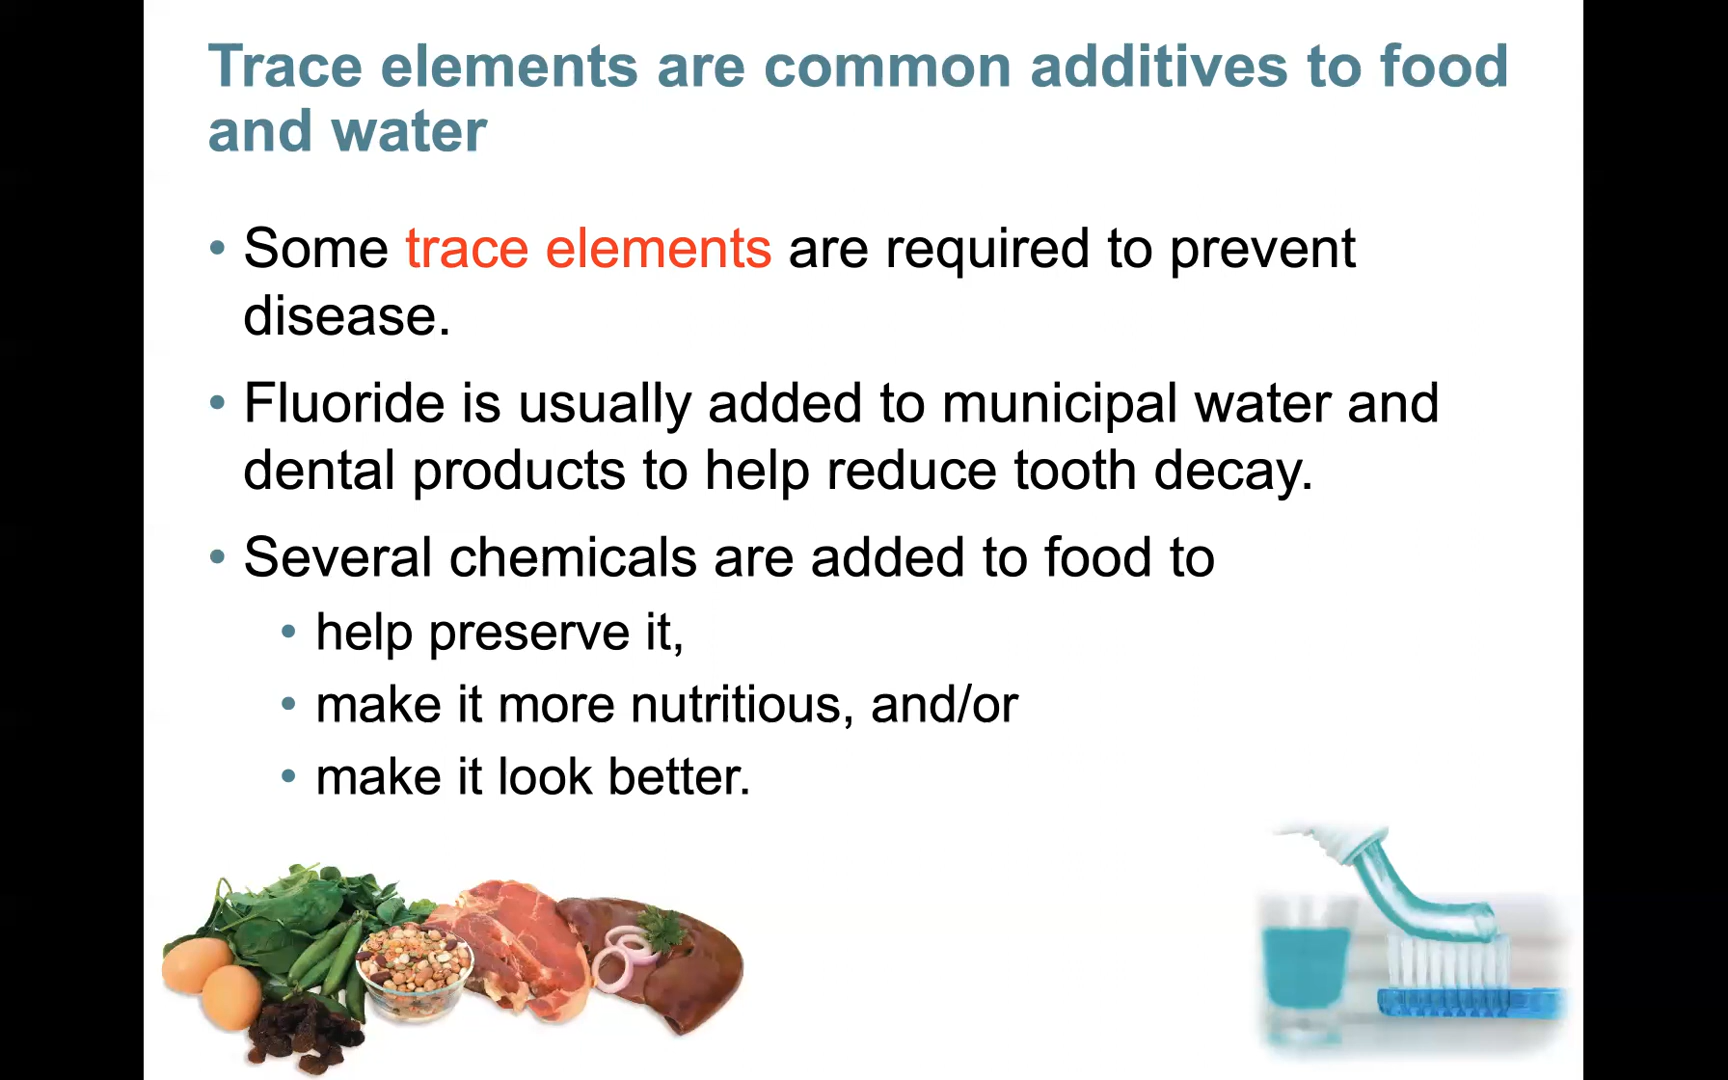 Trace elements are common additives to food
and water
• Some trace elements are required to prevent
disease.
• Fluoride is usually added to municipal water and
dental products to help reduce tooth decay.
• Several chemicals are added to food to
• help preserve it,
• make it more nutritious, and/or
• make it look better.